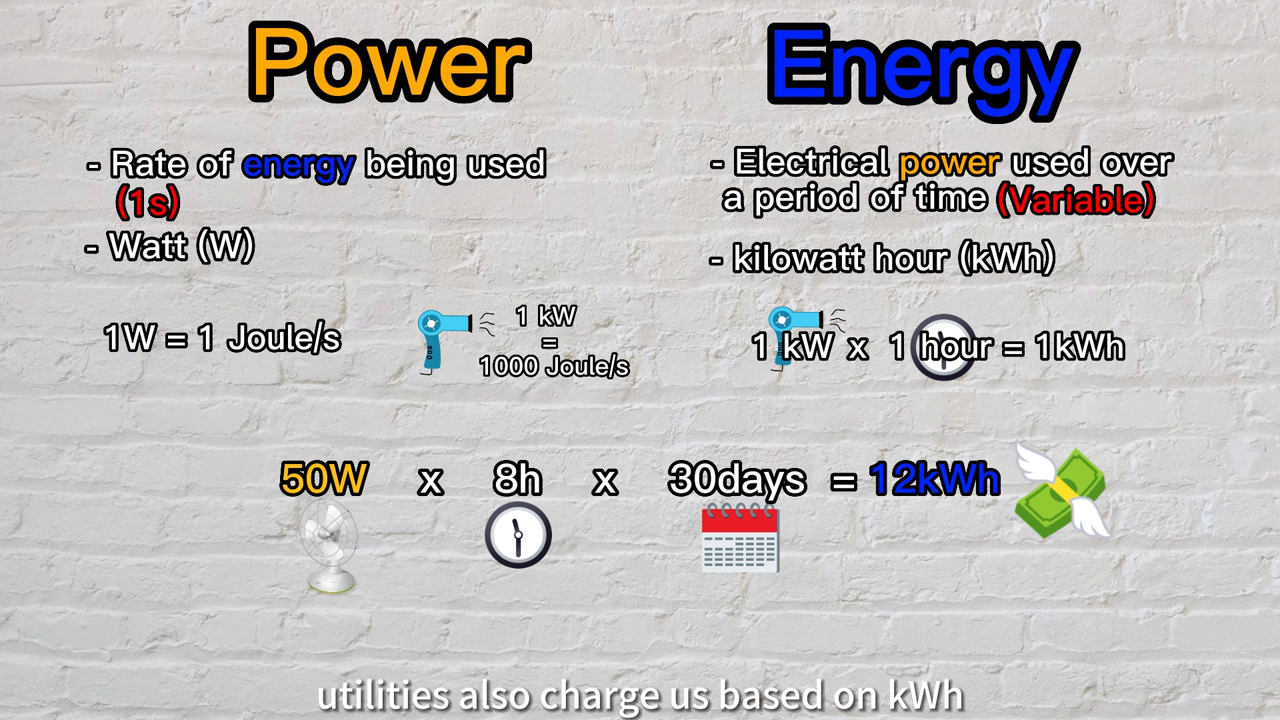 Power
Energy
- Rate of energy being used
(1s)
- Watt (W)
- Electrical power used over
a period of time (Variable)
- kilowatt hour (kWh)
1W = 1 Joule/s
1 kW
=
1000 Joule/s
1 kW x 1 hour = 1kWh
50W x 8h x 30days = 12kWh
utilities also charge us based on kWh